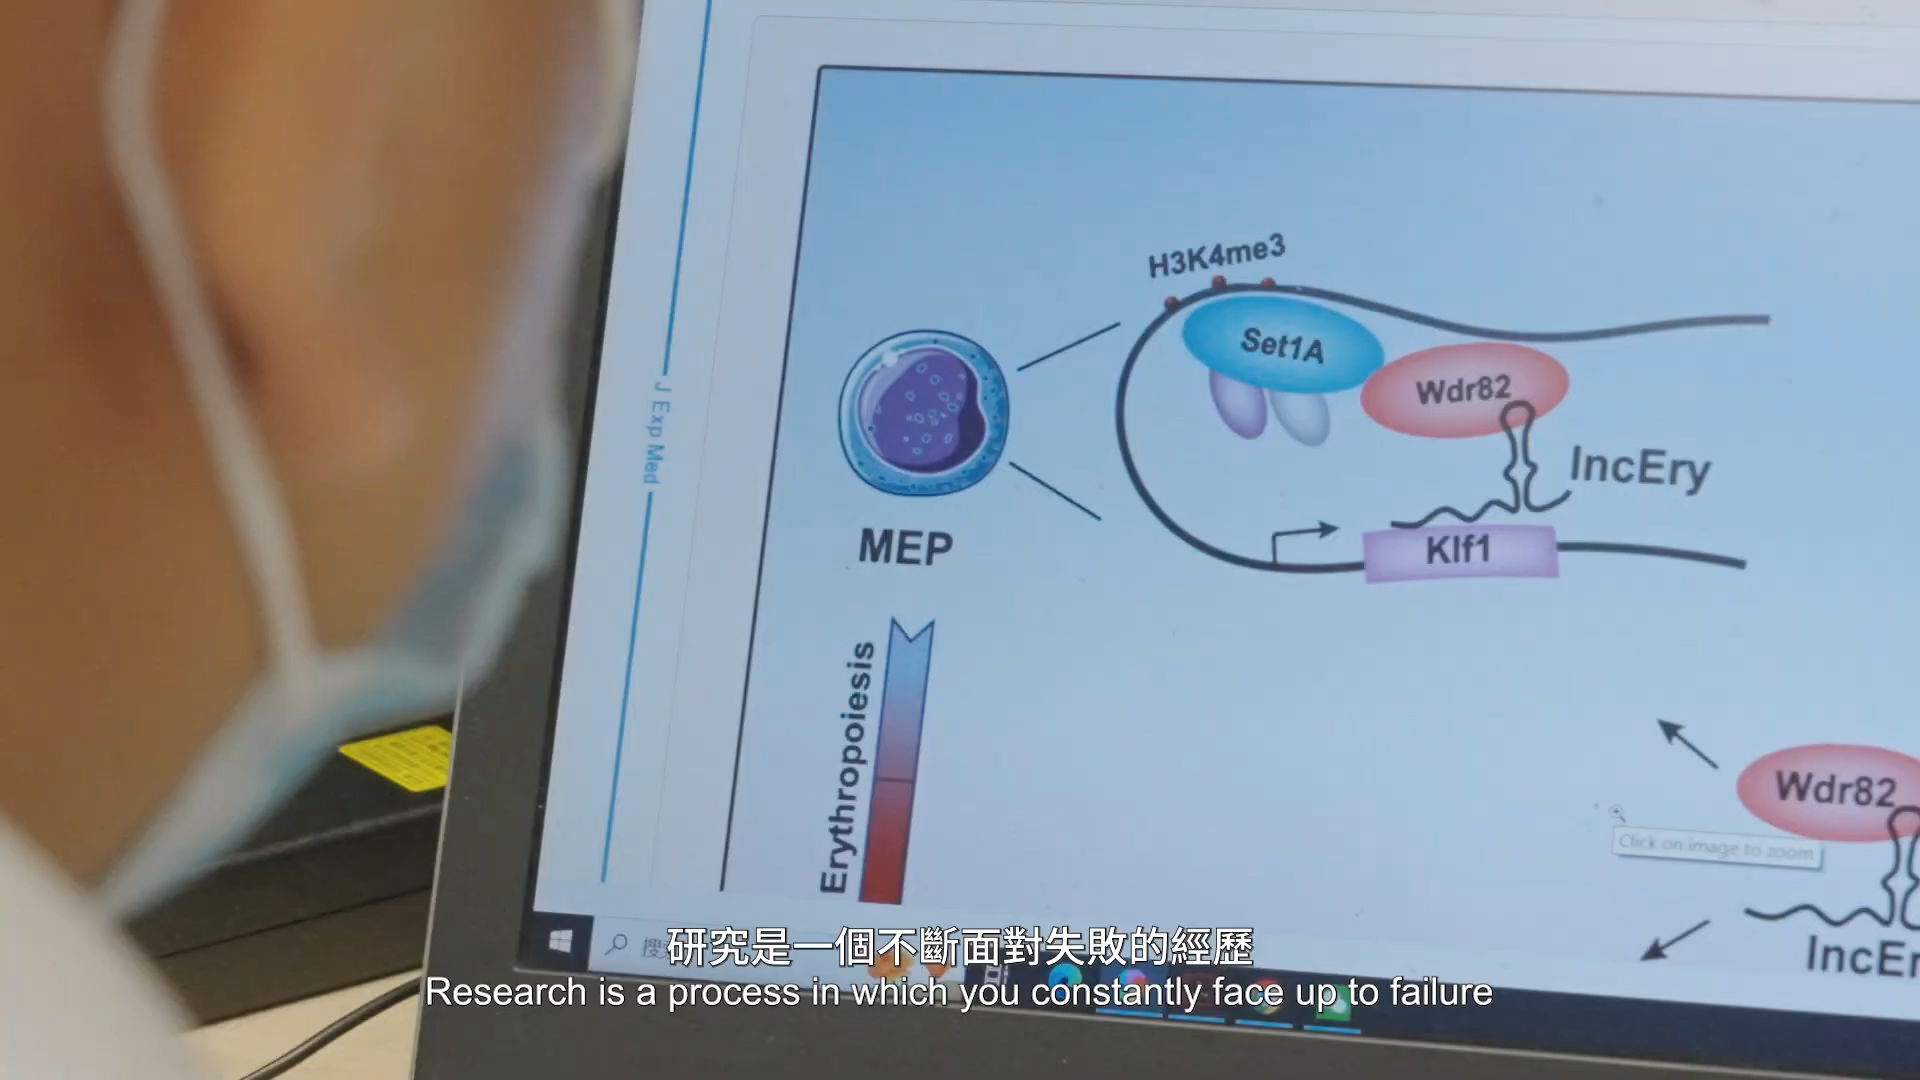 J Exp Med
H3K4me3
Set1A
Wdr82
lncEry
Klf1
MEP
Erythropoiesis
Wdr82
Click on image to zoom
lncEr
研究是一個不斷面對失敗的經歷
Research is a process in which you constantly face up to failure